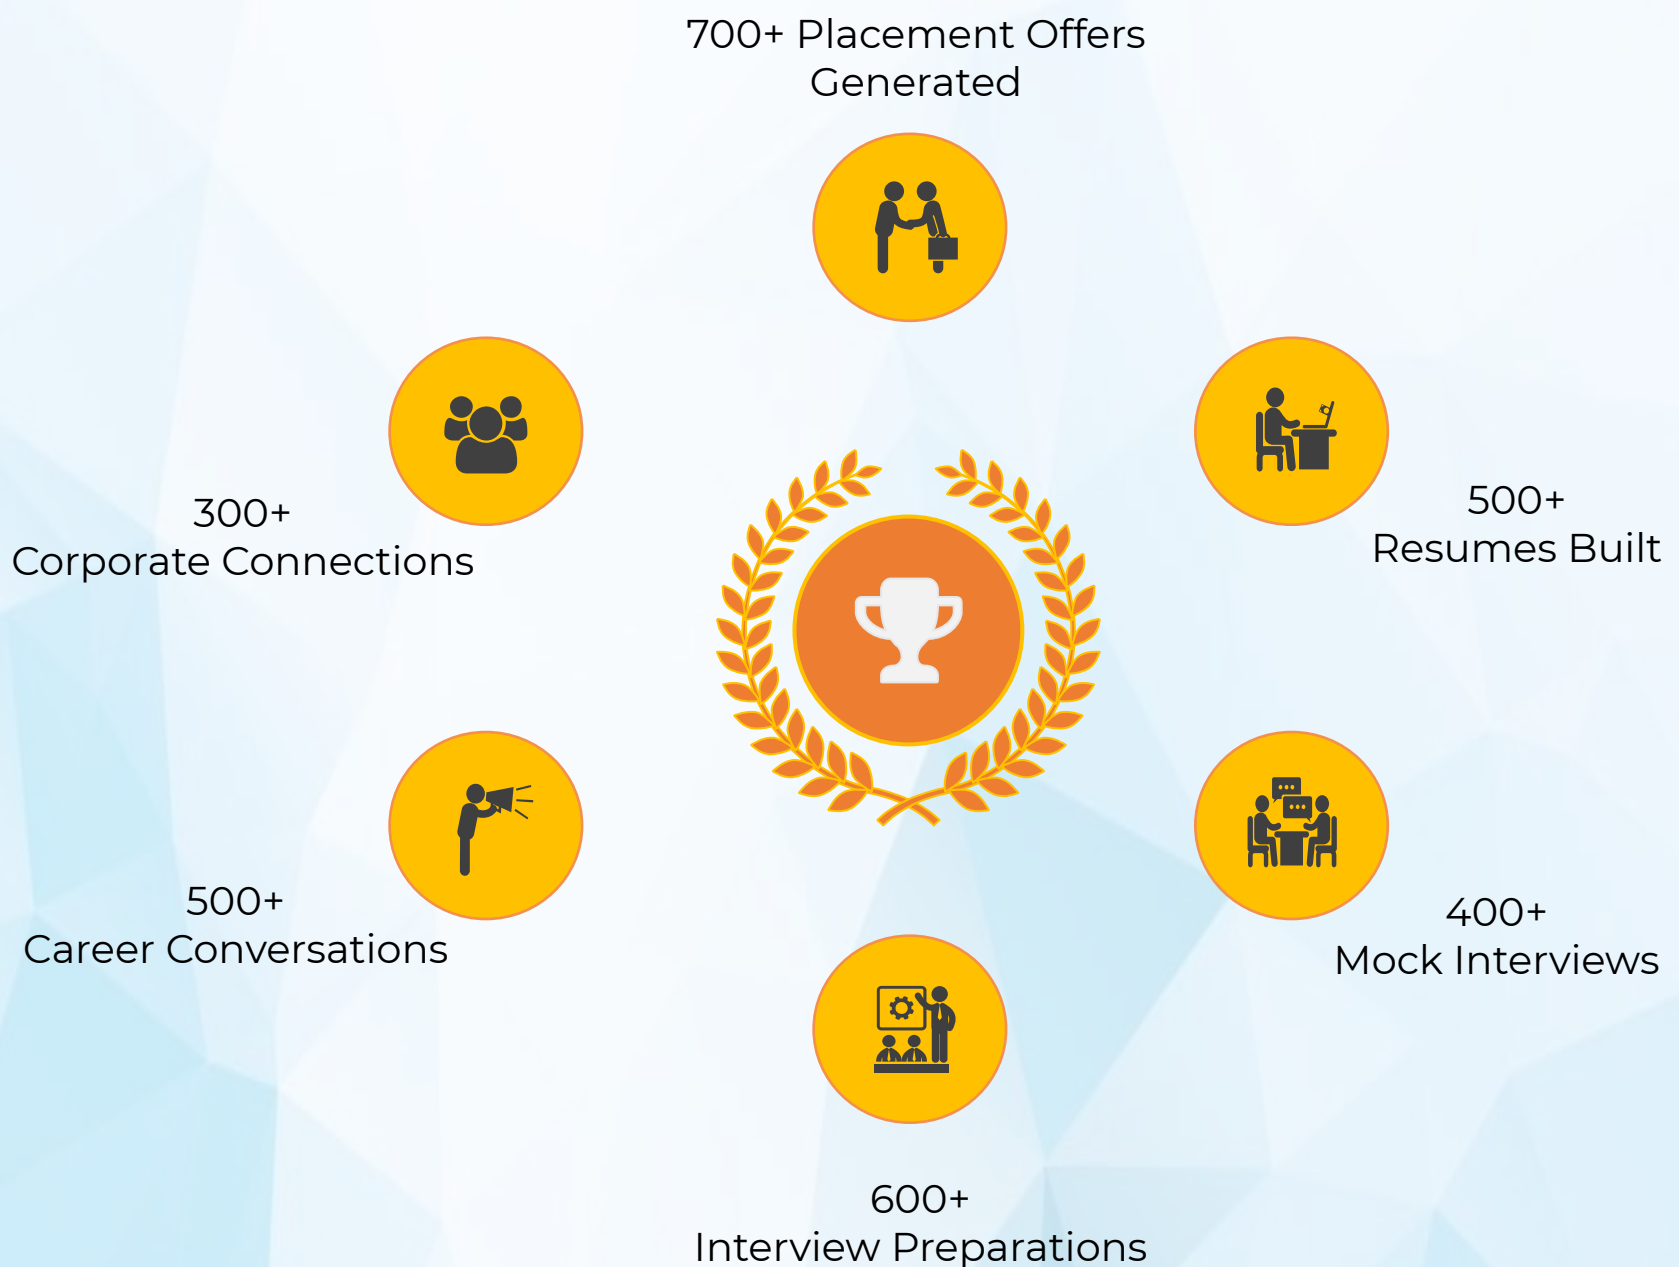 700+ Placement Offers
Generated
300+
Corporate Connections
500+
Resumes Built
500+
Career Conversations
400+
Mock Interviews
600+
Interview Preparations